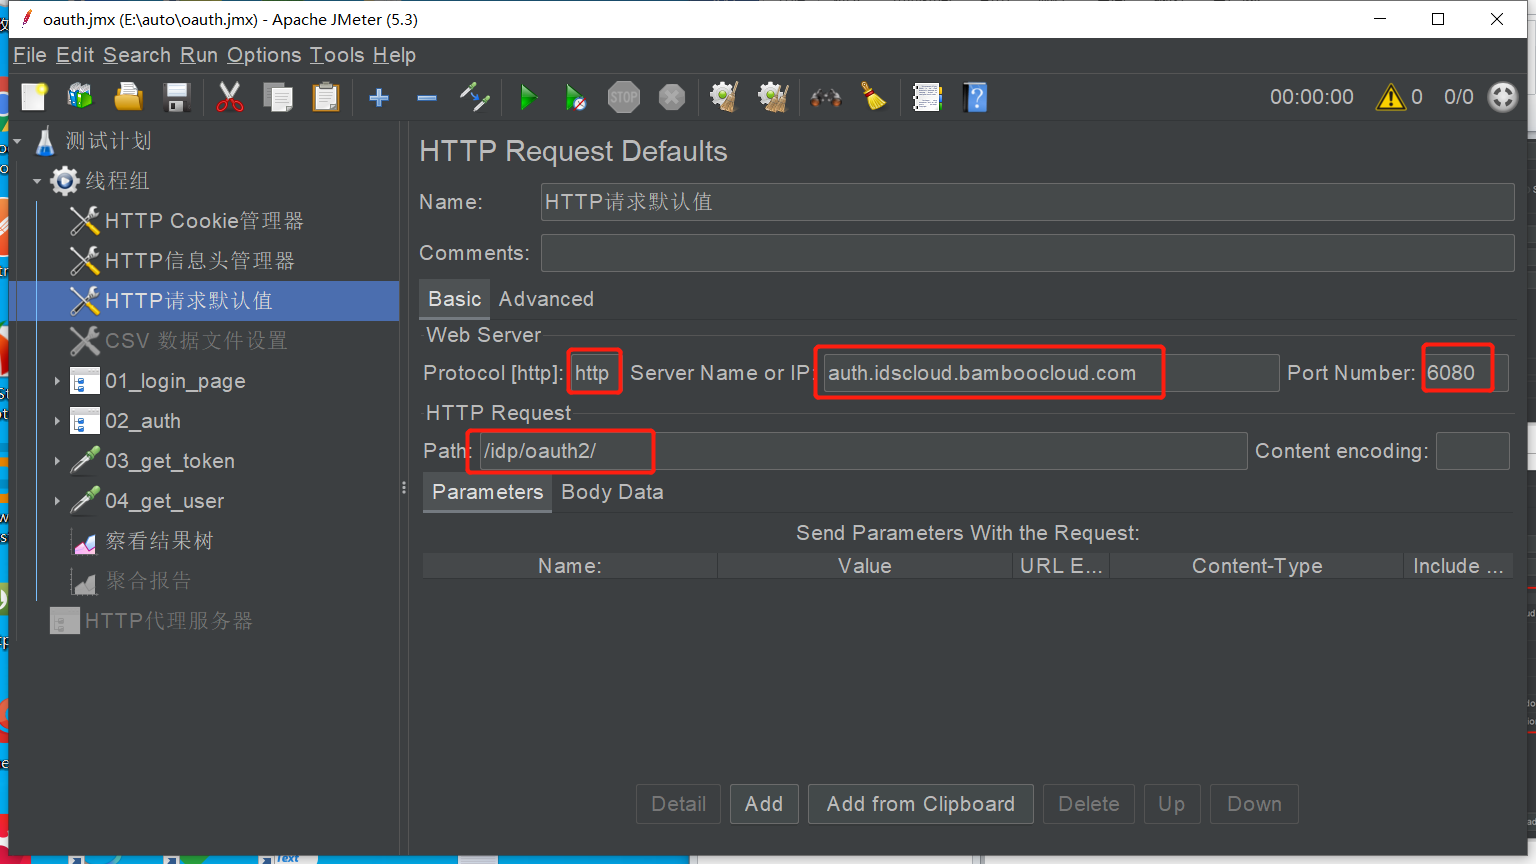 oauth.jmx (E:\auto\oauth.jmx) - Apache JMeter (5.3)
File Edit Search Run Options Tools Help
STOP
00:00:00 0 0/0
测试计划
线程组
HTTP Cookie管理器
HTTP信息头管理器
HTTP请求默认值
CSV 数据文件设置
01_login_page
02_auth
03_get_token
04_get_user
察看结果树
聚合报告
HTTP代理服务器
HTTP Request Defaults
Name: HTTP请求默认值
Comments:
Basic Advanced
Web Server
Protocol [http]: http Server Name or IP: auth.idscloud.bamboocloud.com Port Number: 6080
HTTP Request
Path: /idp/oauth2/ Content encoding:
Parameters Body Data
Send Parameters With the Request:
Name: Value URL E... Content-Type Include ...
Detail Add Add from Clipboard Delete Up Down
Text